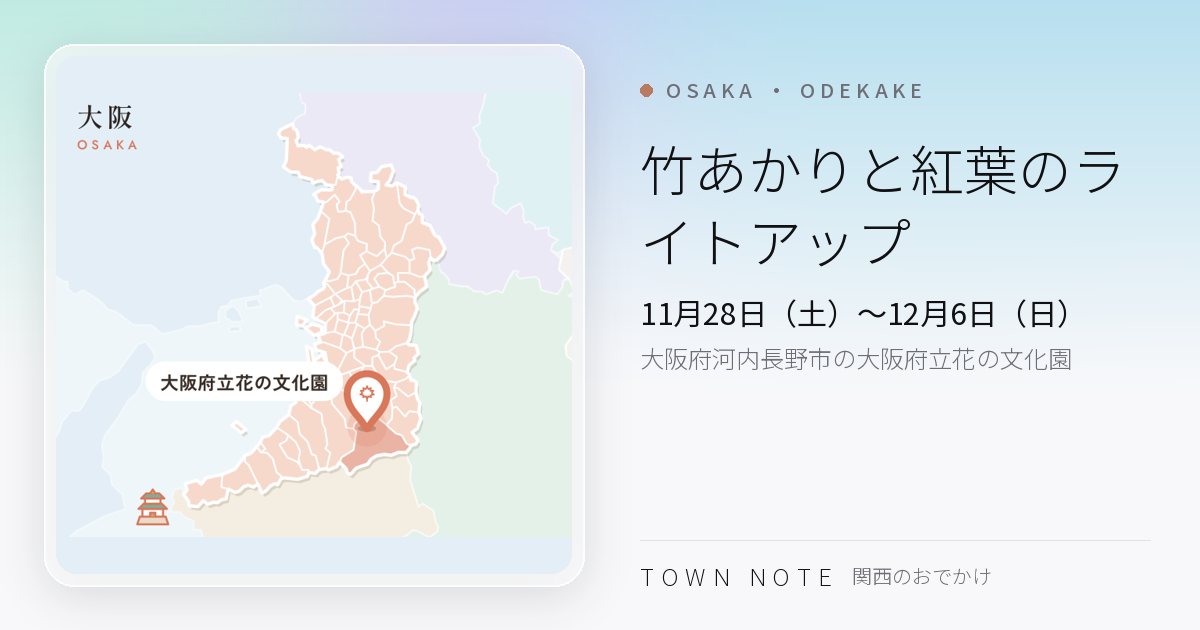 大阪
OSAKA
大阪府立花の文化園
OSAKA • ODEKAKE
竹あかりと紅葉のラ
イトアップ
11月28日（土）〜12月6日（日）
大阪府河内長野市の大阪府立花の文化園
TOWN NOTE 関西のおでかけ